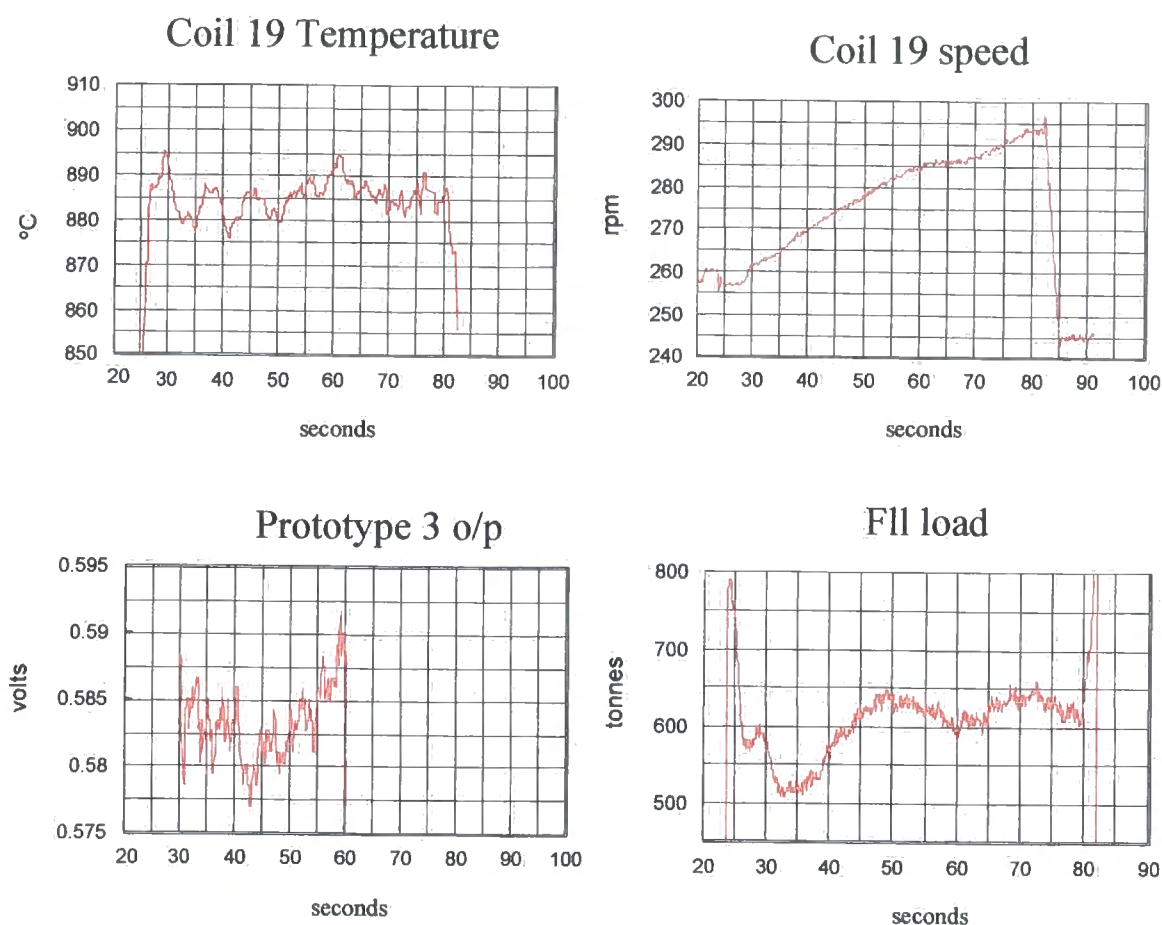 Coil 19 Temperature
910
900
890
880
870
860
850
°C
20 30 40 50 60 70 80 90 100
seconds
Coil 19 speed
300
290
280
270
260
250
240
rpm
20 30 40 50 60 70 80 90 100
seconds
Prototype 3 o/p
0.595
0.59
0.585
0.58
0.575
volts
20 30 40 50 60 70 80 90 100
seconds
Fll load
800
700
600
500
tonnes
20 30 40 50 60 70 80 90
seconds